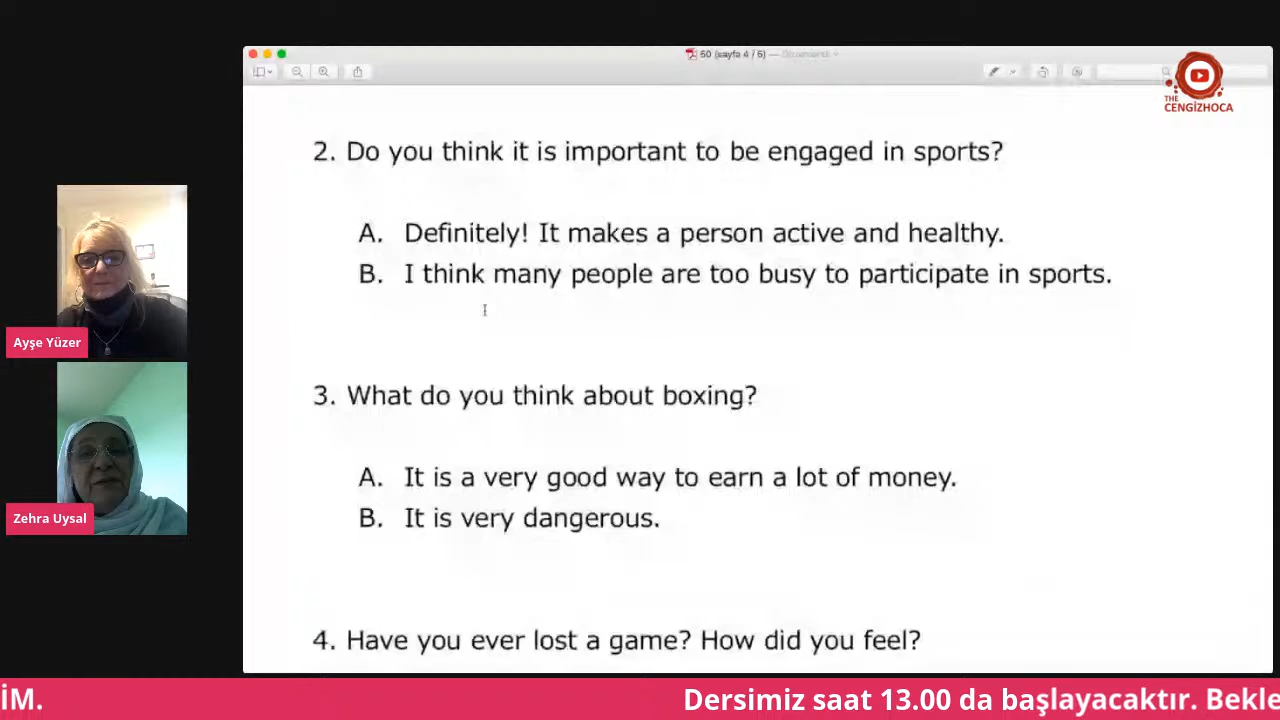 50 (sayfa 4 / 6)
THE
CENGİZHOCA
2. Do you think it is important to be engaged in sports?
A. Definitely! It makes a person active and healthy.
B. I think many people are too busy to participate in sports.
3. What do you think about boxing?
A. It is a very good way to earn a lot of money.
B. It is very dangerous.
4. Have you ever lost a game? How did you feel?
Ayşe Yüzer
Zehra Uysal
İM.
Dersimiz saat 13.00 da başlayacaktır. Bekle